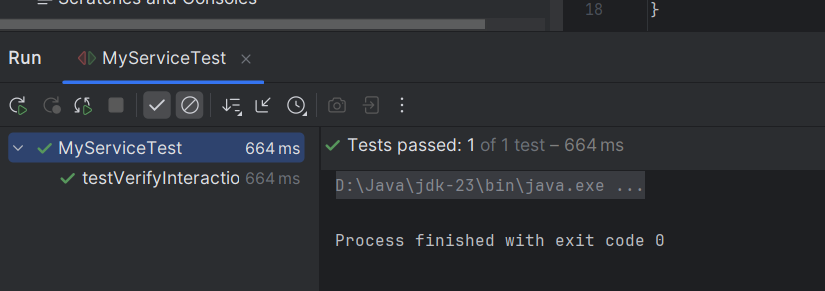 Scratches and Consoles
18 }
Run MyServiceTest ×
MyServiceTest 664 ms
testVerifyInteractio 664 ms
Tests passed: 1 of 1 test – 664 ms
D:\Java\jdk-23\bin\java.exe ...
Process finished with exit code 0